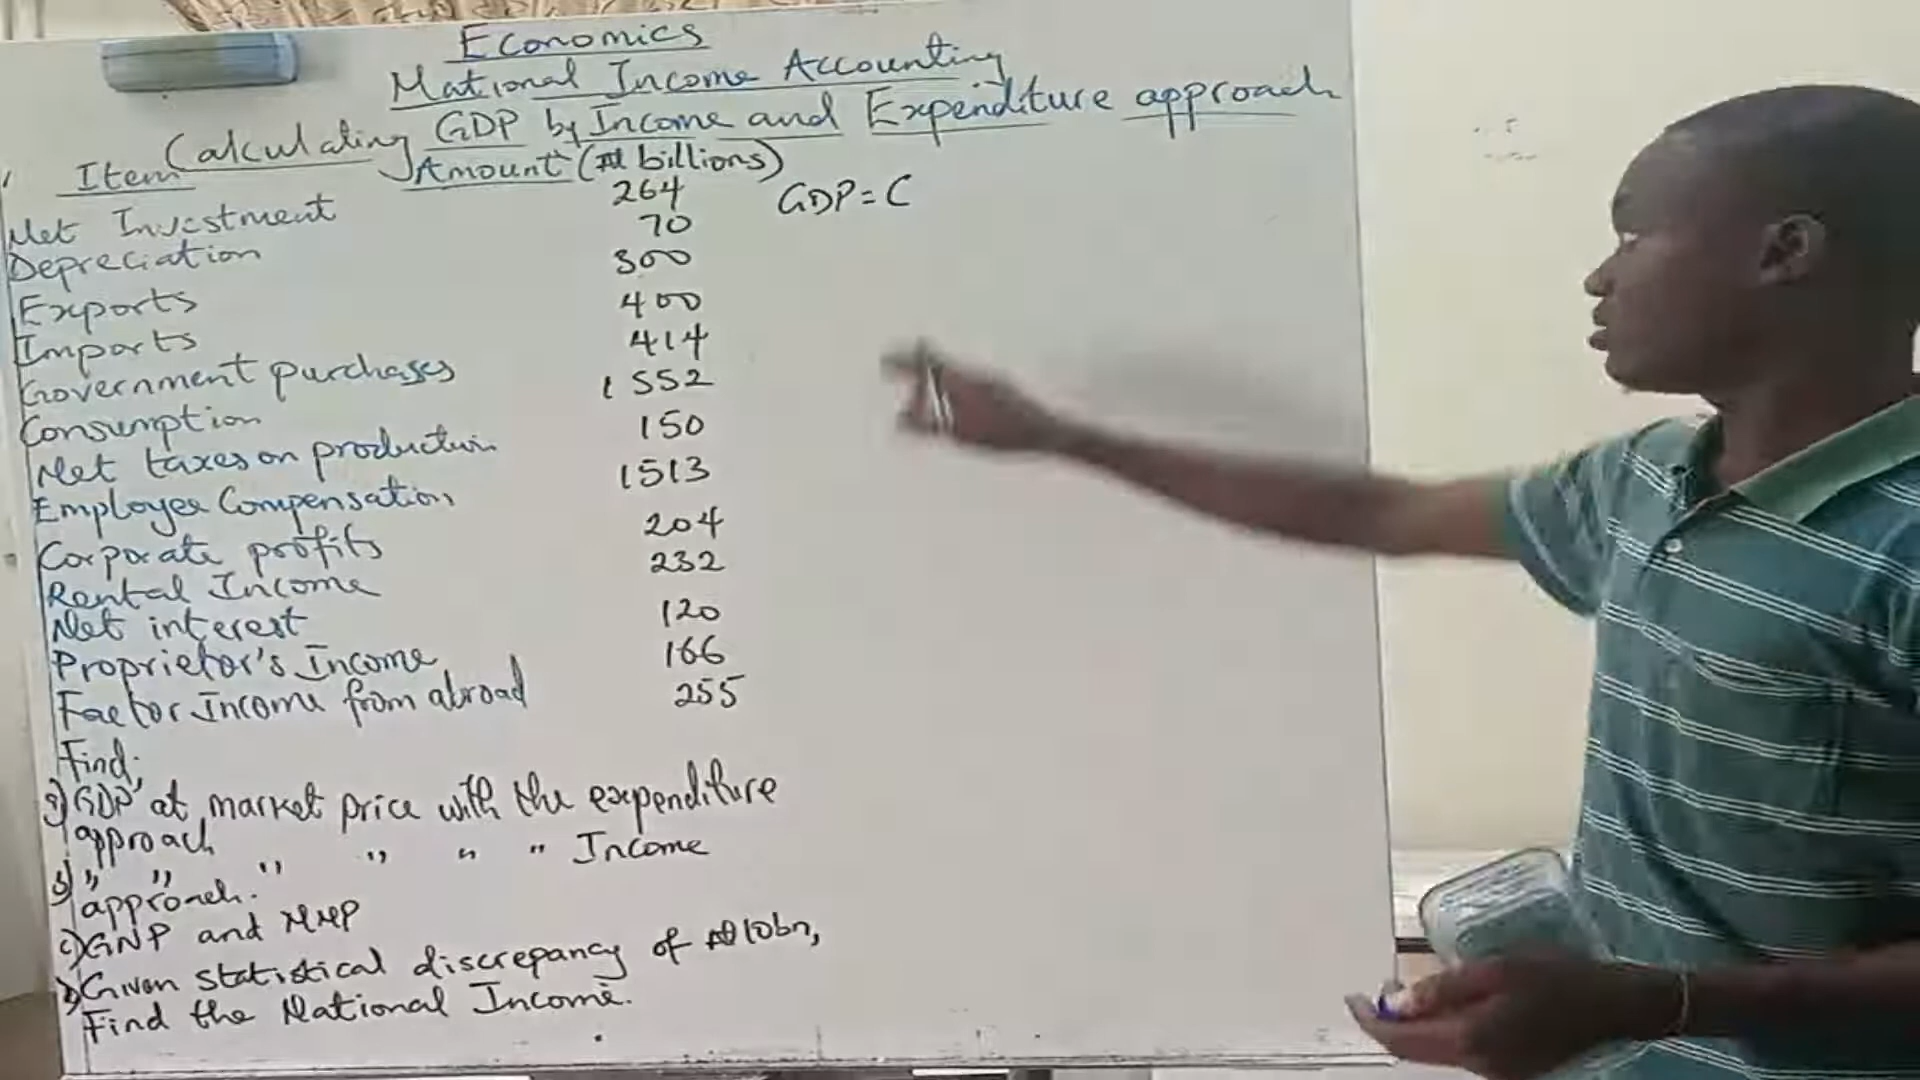 Economics
National Income Accounting
Calculating GDP by Income and Expenditure approach
Item Amount (₦ billions)
Net Investment 264
Depreciation 70
Exports 300
Imports 400
Government purchases 414
Consumption 1552
Net taxes on production 150
Employee Compensation 1513
Corporate profits 204
Rental Income 232
Net interest 120
Proprietor's Income 166
Factor Income from abroad 255
GDP = C
Find;
a) GDP at market price with the expenditure
approach
b) " " " " " " Income
approach.
c) GNP and NNP
d) Given statistical discrepancy of ₦10bn,
Find the National Income.